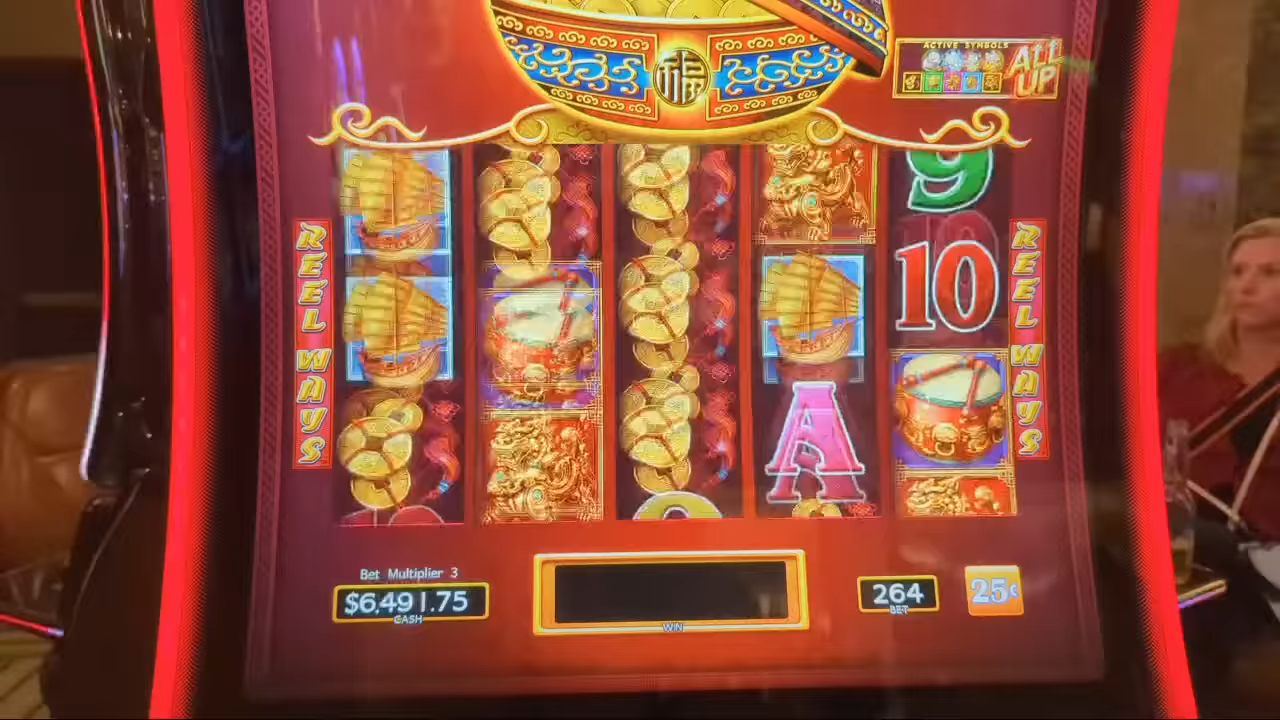 福
ACTIVE SYMBOLS
ALL
UP
9
10
REEL WAYS
REEL WAYS
A
Bet Multiplier 3
$6,491.75
CASH
WIN
264
BET
25¢